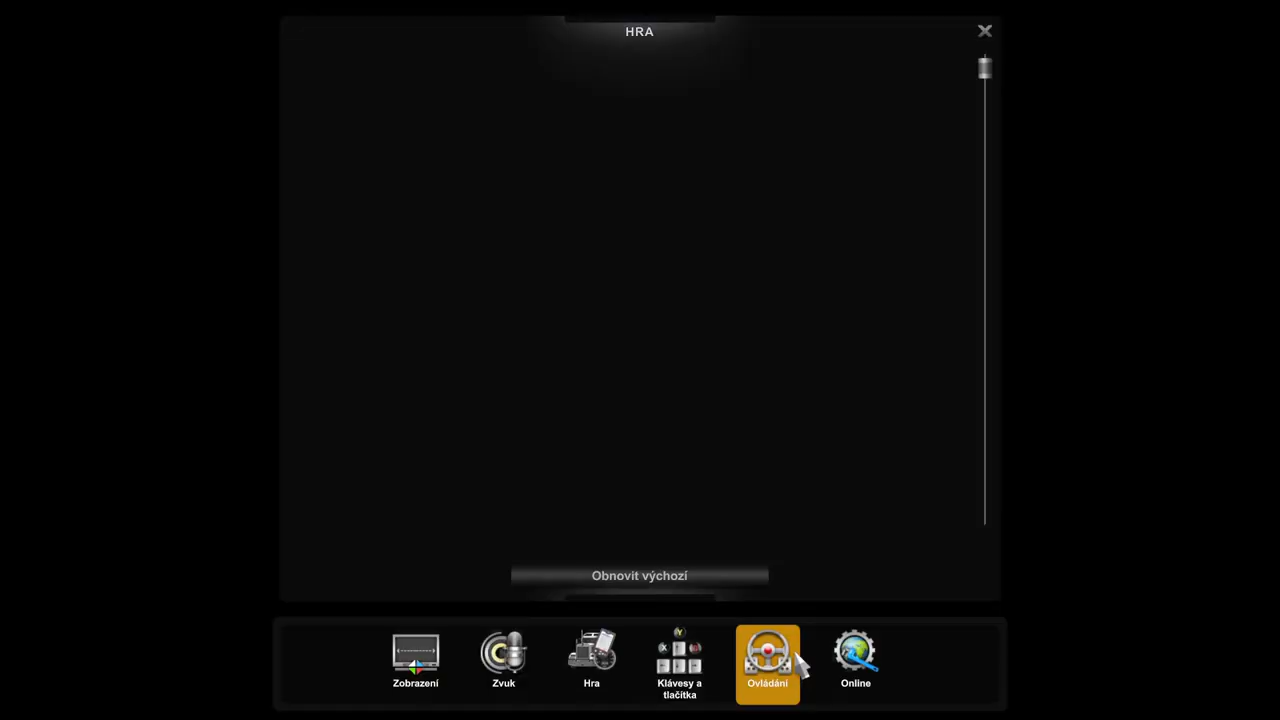 HRA
Obnovit výchozí
Zobrazení
Zvuk
Hra
Klávesy a
tlačítka
Ovládání
Online